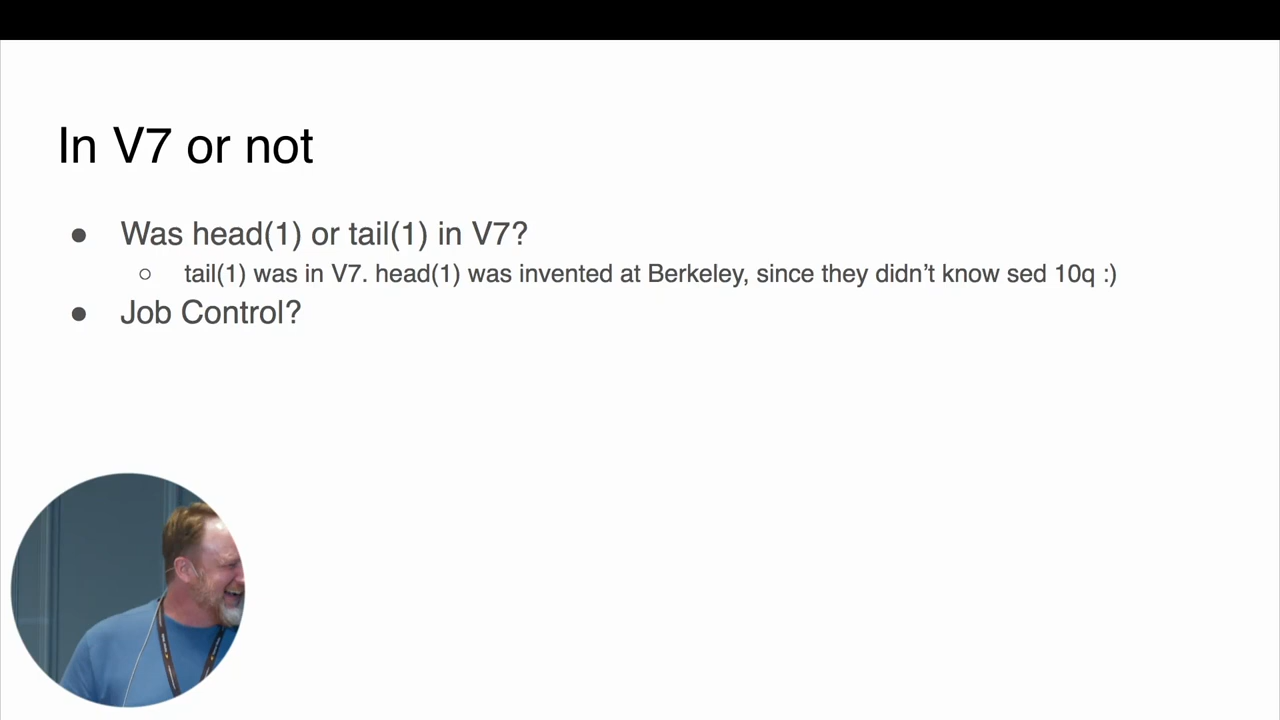 In V7 or not
● Was head(1) or tail(1) in V7?
○ tail(1) was in V7. head(1) was invented at Berkeley, since they didn’t know sed 10q :)
● Job Control?